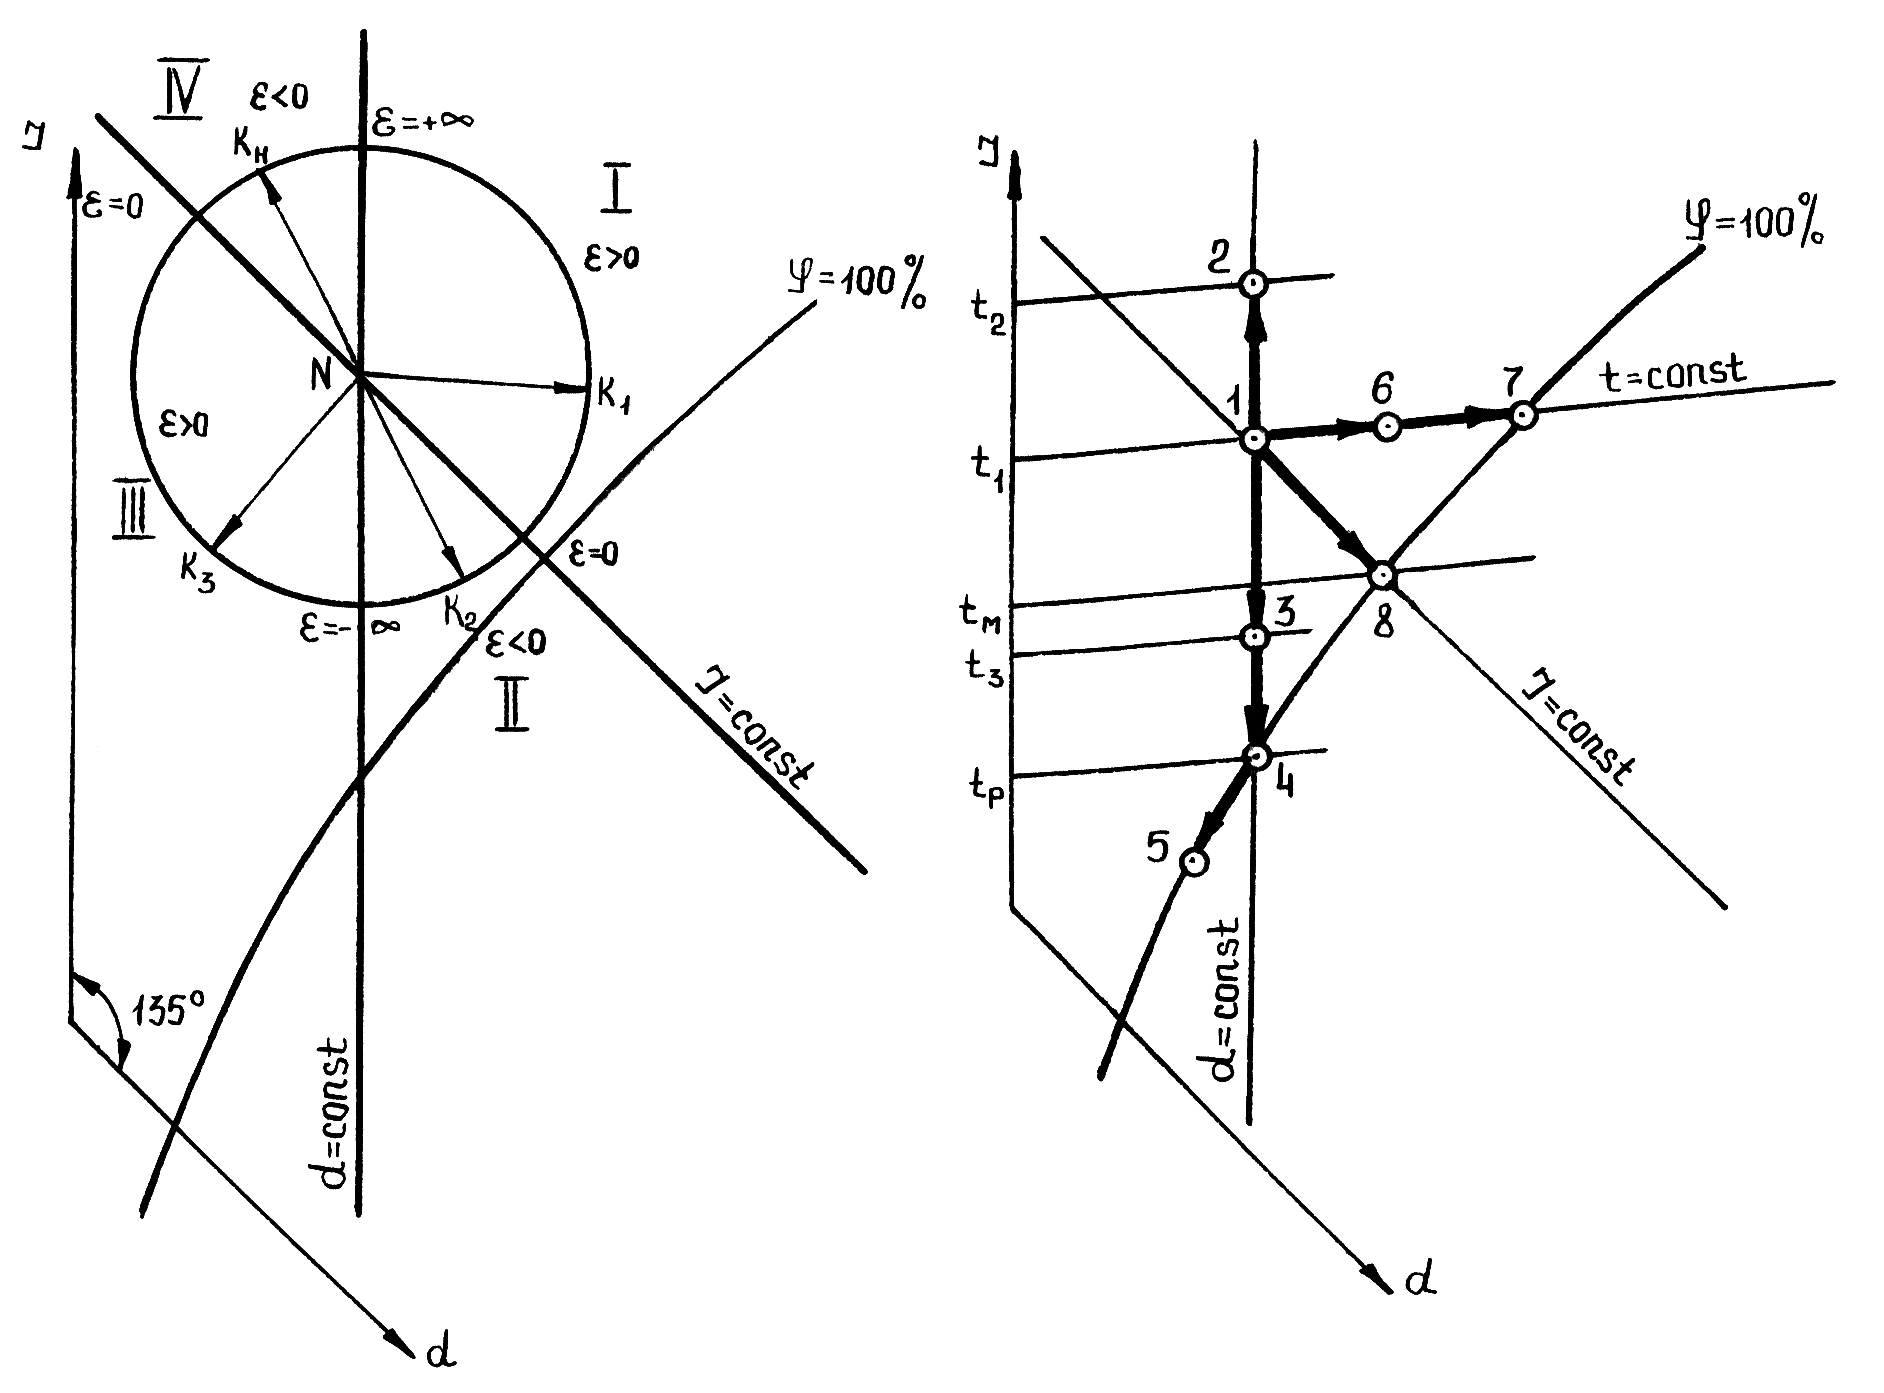 IV
ε<0
ε=+∞
J
Kн
I
ε=0
ε>0
φ=100%
N
K₁
ε>0
III
K₃
K₂
ε=0
ε=-∞
ε<0
II
J=const
135°
d=const
d
J
φ=100%
2
t₂
1
6
7
t=const
t₁
tм
3
8
t₃
J=const
tр
4
5
d=const
d